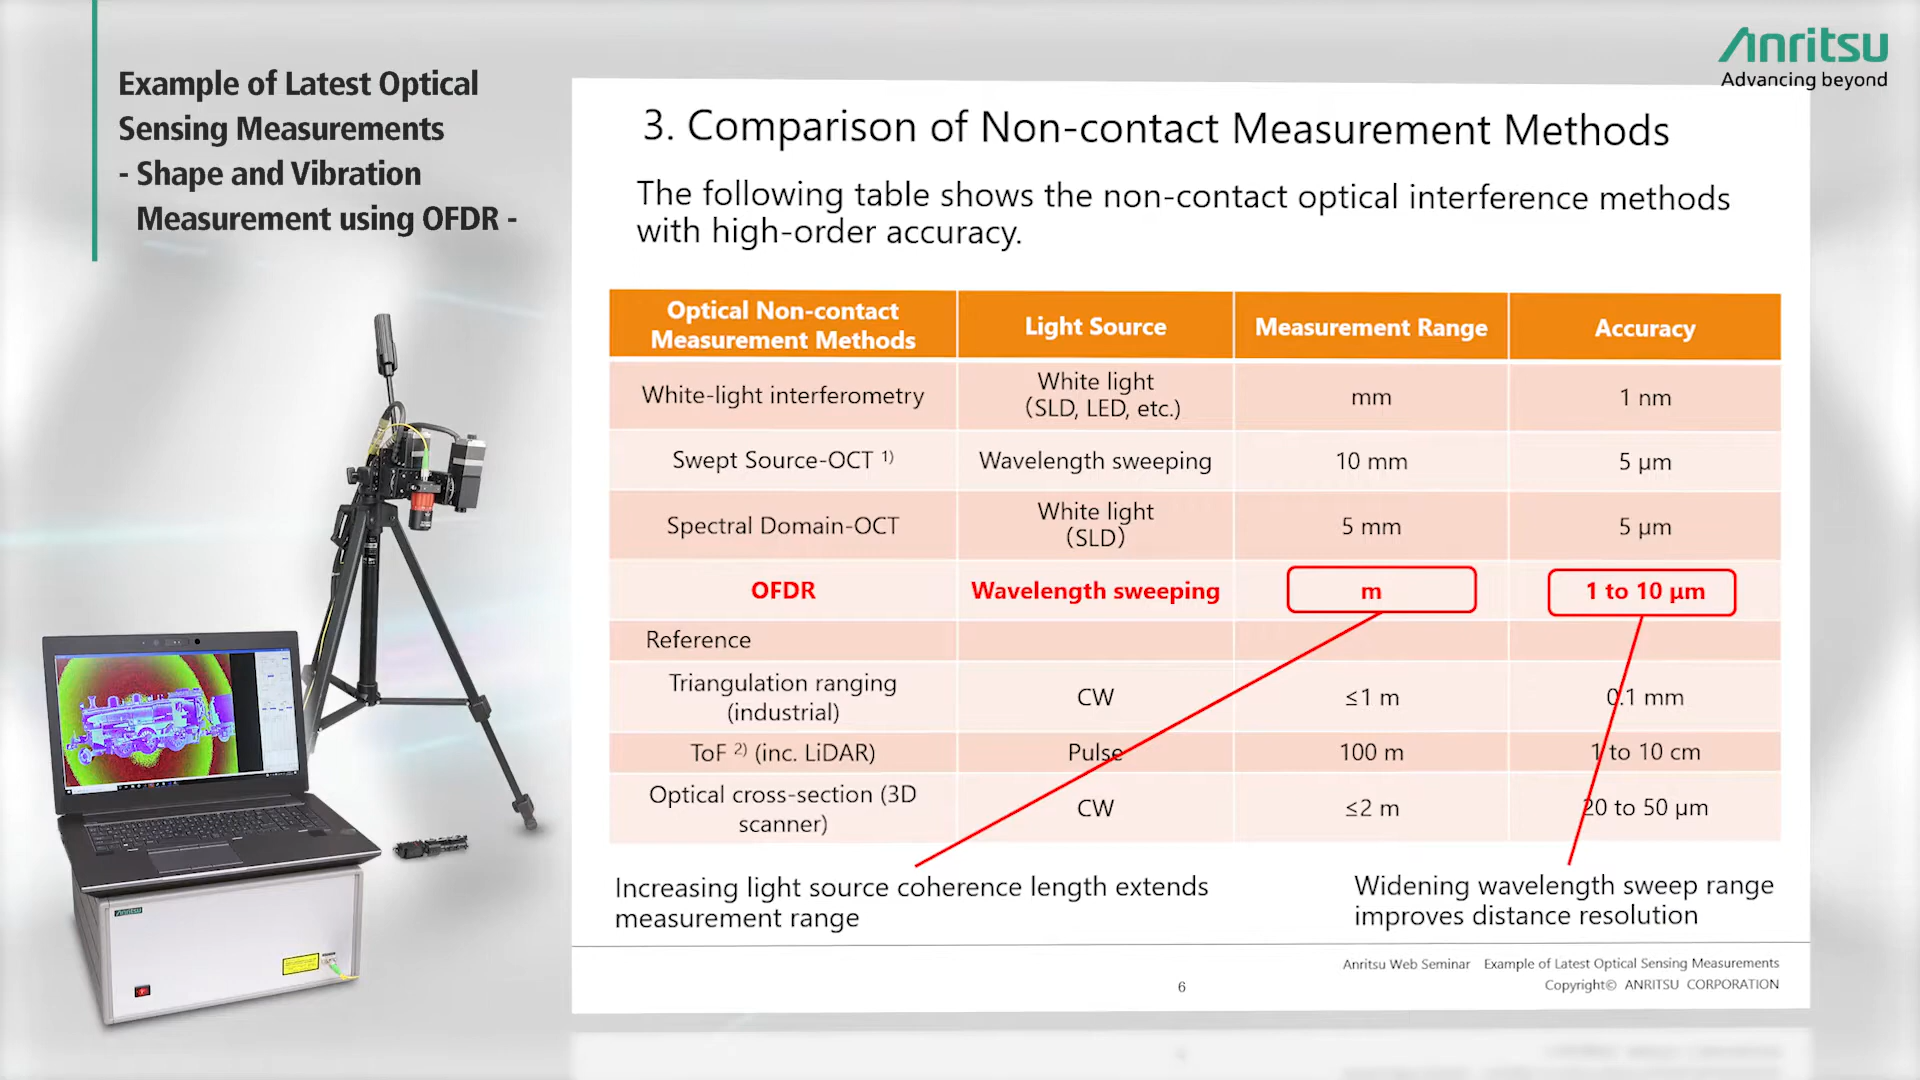 Anritsu
Advancing beyond
Example of Latest Optical
Sensing Measurements
- Shape and Vibration
Measurement using OFDR -
3. Comparison of Non-contact Measurement Methods
The following table shows the non-contact optical interference methods
with high-order accuracy.
Optical Non-contact
Measurement Methods
Light Source
Measurement Range
Accuracy
White-light interferometry
White light
(SLD, LED, etc.)
mm
1 nm
Swept Source-OCT 1)
Wavelength sweeping
10 mm
5 µm
Spectral Domain-OCT
White light
(SLD)
5 mm
5 µm
OFDR
Wavelength sweeping
m
1 to 10 µm
Reference
Triangulation ranging
(industrial)
CW
≤1 m
0.1 mm
ToF 2) (inc. LiDAR)
Pulse
100 m
1 to 10 cm
Optical cross-section (3D
scanner)
CW
≤2 m
20 to 50 µm
Increasing light source coherence length extends
measurement range
Widening wavelength sweep range
improves distance resolution
Anritsu Web Seminar Example of Latest Optical Sensing Measurements
Copyright© ANRITSU CORPORATION
6
Anritsu